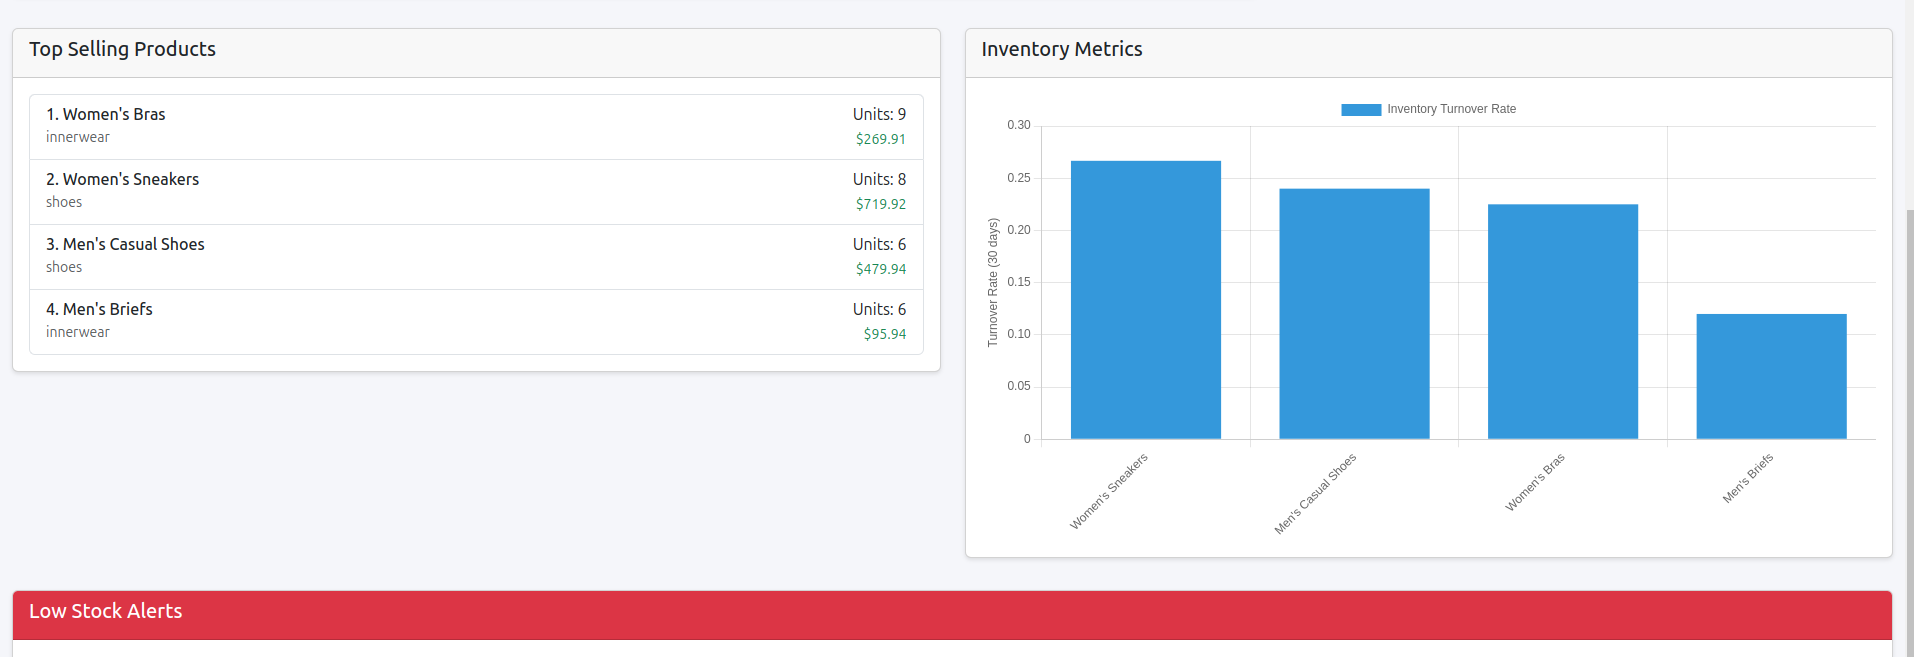 Top Selling Products
1. Women's Bras
Units: 9
innerwear
$269.91
2. Women's Sneakers
Units: 8
shoes
$719.92
3. Men's Casual Shoes
Units: 6
shoes
$479.94
4. Men's Briefs
Units: 6
innerwear
$95.94
Inventory Metrics
Inventory Turnover Rate
Turnover Rate (30 days)
0.30
0.25
0.20
0.15
0.10
0.05
0
Women's Sneakers
Men's Casual Shoes
Women's Bras
Men's Briefs
Low Stock Alerts